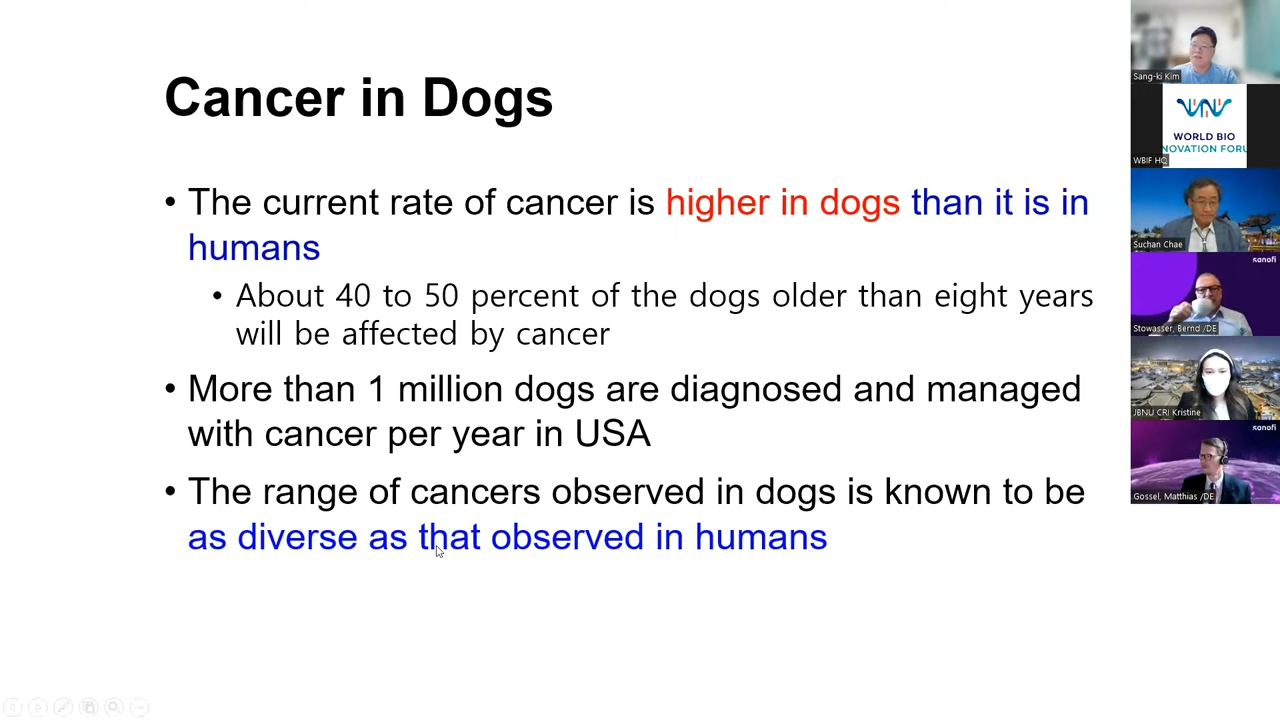 Cancer in Dogs
• The current rate of cancer is higher in dogs than it is in
humans
• About 40 to 50 percent of the dogs older than eight years
will be affected by cancer
• More than 1 million dogs are diagnosed and managed
with cancer per year in USA
• The range of cancers observed in dogs is known to be
as diverse as that observed in humans
Sang-ki Kim
WORLD BIO
NOVATION FORU
WBIF HQ
Suchan Chae
sanofi
Stowasser, Bernd /DE
JBNU CRI Kristine
sanofi
Gossel, Matthias /DE